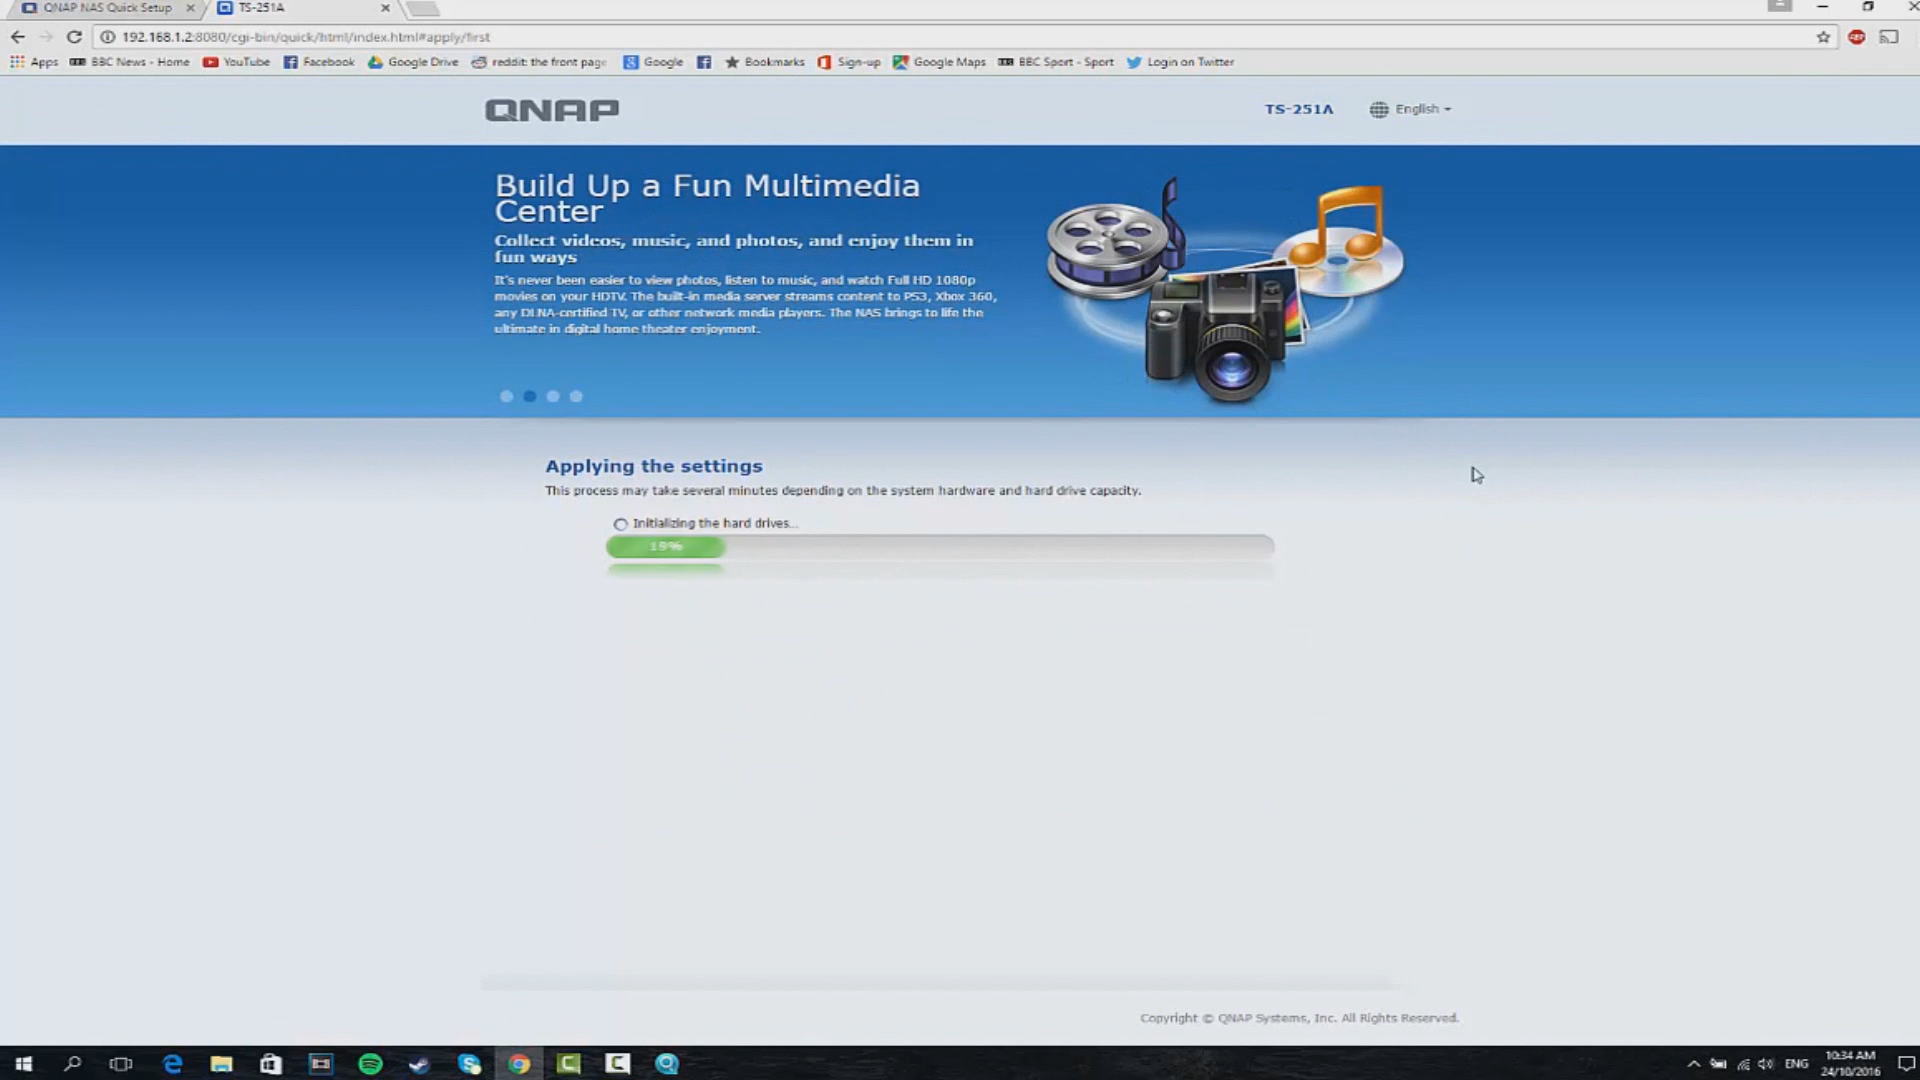 QNAP NAS Quick Setup
TS-251A
192.168.1.2:8080/cgi-bin/quick/html/index.html#apply/first
Apps
BBC News - Home
YouTube
Facebook
Google Drive
reddit: the front page
Google
Bookmarks
Sign-up
Google Maps
BBC Sport - Sport
Login on Twitter
QNAP
TS-251A
English
Build Up a Fun Multimedia
Center
Collect videos, music, and photos, and enjoy them in
fun ways
It's never been easier to view photos, listen to music, and watch Full HD 1080p
movies on your HDTV. The built-in media server streams content to PS3, Xbox 360,
any DLNA-certified TV, or other network media players. The NAS brings to life the
ultimate in digital home theater enjoyment.
Applying the settings
This process may take several minutes depending on the system hardware and hard drive capacity.
Initializing the hard drives...
19%
Copyright © QNAP Systems, Inc. All Rights Reserved.
ENG
10:34 AM
24/10/2016